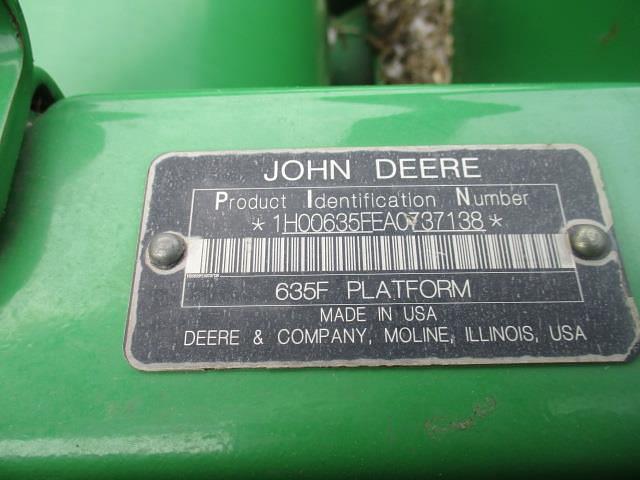 JOHN DEERE
Product Identification Number
*1H00635FEA0737138*
635F PLATFORM
MADE IN USA
DEERE & COMPANY, MOLINE, ILLINOIS, USA